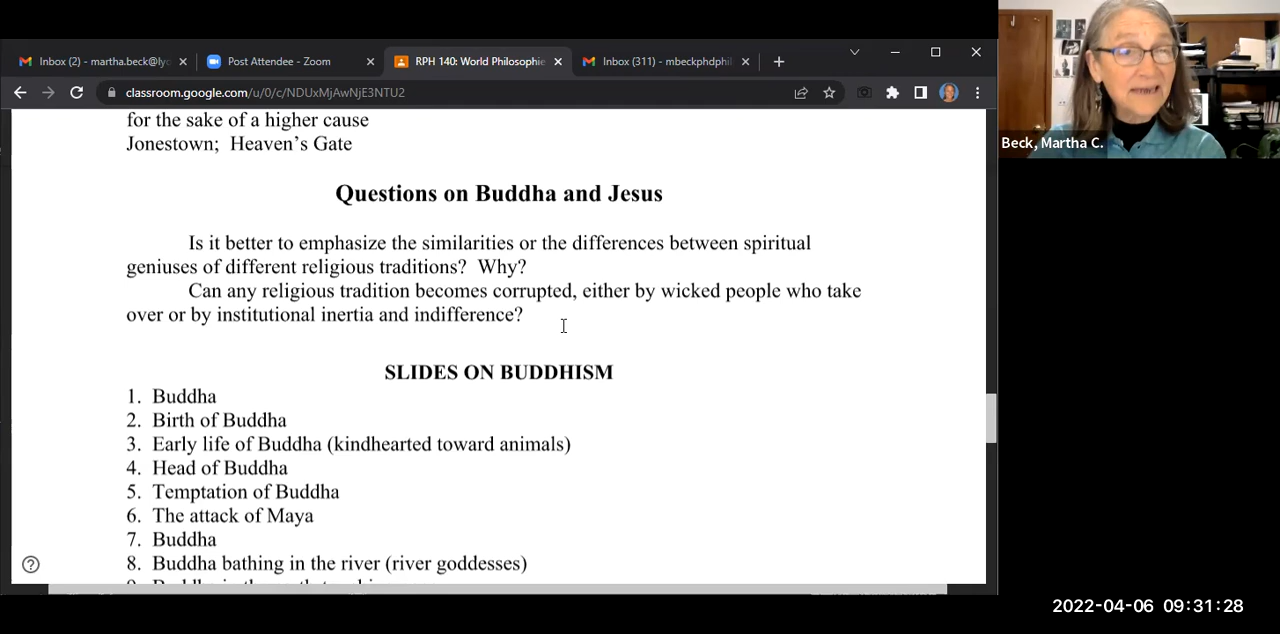 Inbox (2) - martha.beck@lyo
Post Attendee - Zoom
RPH 140: World Philosophie
Inbox (311) - mbeckphdphil
classroom.google.com/u/0/c/NDUxMjAwNjE3NTU2
for the sake of a higher cause
Jonestown; Heaven's Gate
Questions on Buddha and Jesus
Is it better to emphasize the similarities or the differences between spiritual
geniuses of different religious traditions? Why?
Can any religious tradition becomes corrupted, either by wicked people who take
over or by institutional inertia and indifference?
SLIDES ON BUDDHISM
1. Buddha
2. Birth of Buddha
3. Early life of Buddha (kindhearted toward animals)
4. Head of Buddha
5. Temptation of Buddha
6. The attack of Maya
7. Buddha
8. Buddha bathing in the river (river goddesses)
Beck, Martha C.
2022-04-06 09:31:28